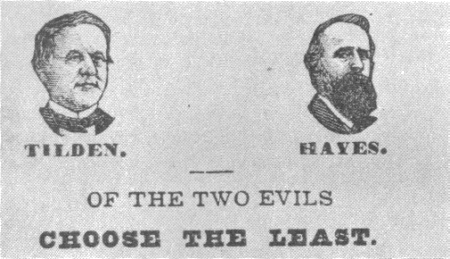 TILDEN. HAYES.
OF THE TWO EVILS
CHOOSE THE LEAST.